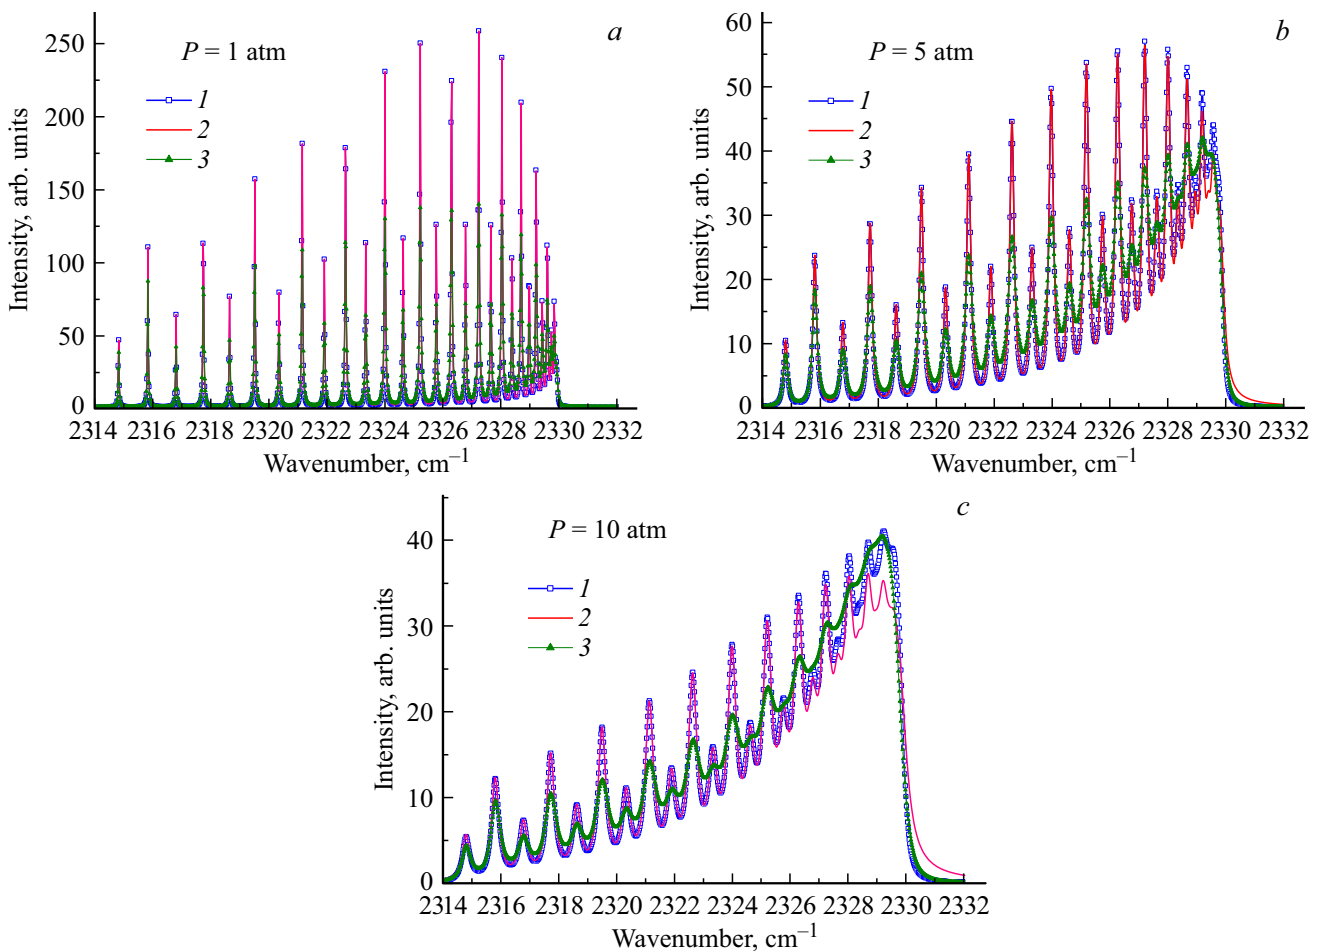 a
P = 1 atm
1
2
3
Intensity, arb. units
250
200
150
100
50
0
2314 2316 2318 2320 2322 2324 2326 2328 2330 2332
Wavenumber, cm⁻¹
b
P = 5 atm
1
2
3
Intensity, arb. units
60
50
40
30
20
10
0
2314 2316 2318 2320 2322 2324 2326 2328 2330 2332
Wavenumber, cm⁻¹
c
P = 10 atm
1
2
3
Intensity, arb. units
40
30
20
10
0
2314 2316 2318 2320 2322 2324 2326 2328 2330 2332
Wavenumber, cm⁻¹